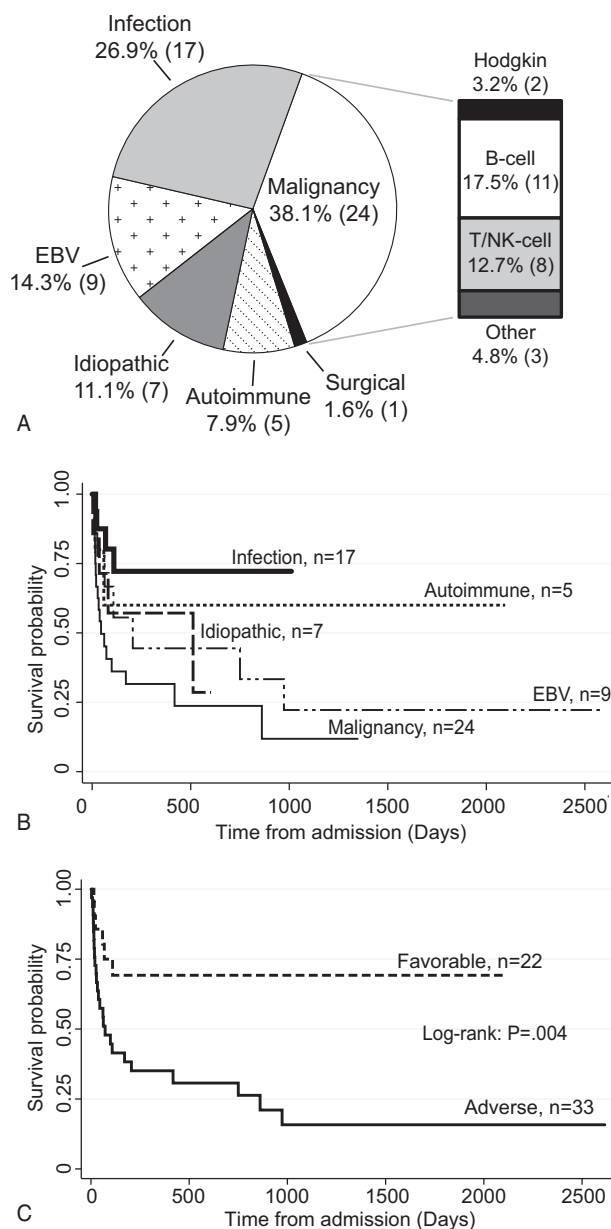 Infection
26.9% (17)
Malignancy
38.1% (24)
EBV
14.3% (9)
Idiopathic
11.1% (7)
Autoimmune
7.9% (5)
Surgical
1.6% (1)
Hodgkin
3.2% (2)
B-cell
17.5% (11)
T/NK-cell
12.7% (8)
Other
4.8% (3)
A
Survival probability
1.00
0.75
0.50
0.25
0
Infection, n=17
Autoimmune, n=5
Idiopathic, n=7
EBV, n=9
Malignancy, n=24
0 500 1000 1500 2000 2500
Time from admission (Days)
B
Survival probability
1.00
0.75
0.50
0.25
0
Favorable, n=22
Log-rank: P=.004
Adverse, n=33
0 500 1000 1500 2000 2500
Time from admission (Days)
C